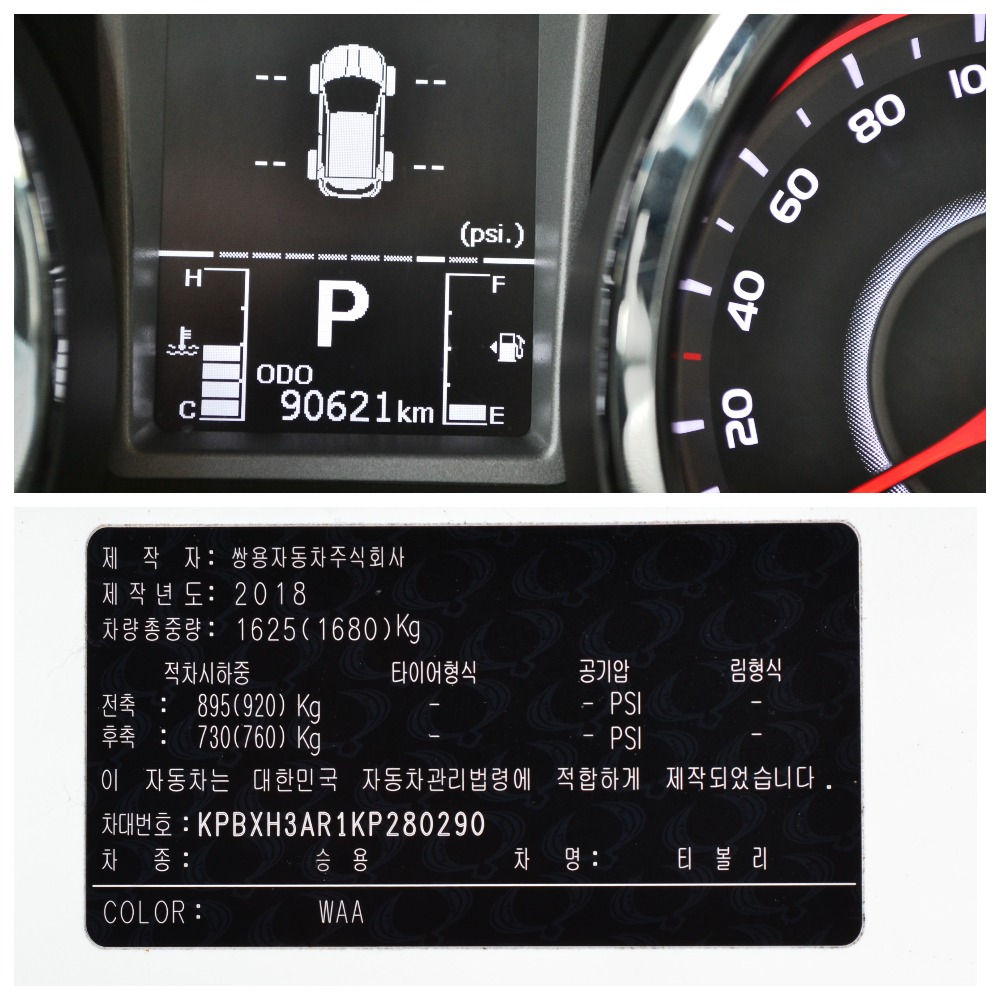 -- --
-- --
(psi.)
H F
P
C E
ODO
90621km
100
80
60
40
20
제 작 자: 쌍용자동차주식회사
제작년도: 2018
차량총중량: 1625(1680)Kg
적차시하중 타이어형식 공기압 림형식
전축 : 895(920) Kg - - PSI -
후축 : 730(760) Kg - - PSI -
이 자동차는 대한민국 자동차관리법령에 적합하게 제작되었습니다.
차대번호:KPBXH3AR1KP280290
차 종: 승 용 차 명: 티 볼 리
COLOR: WAA